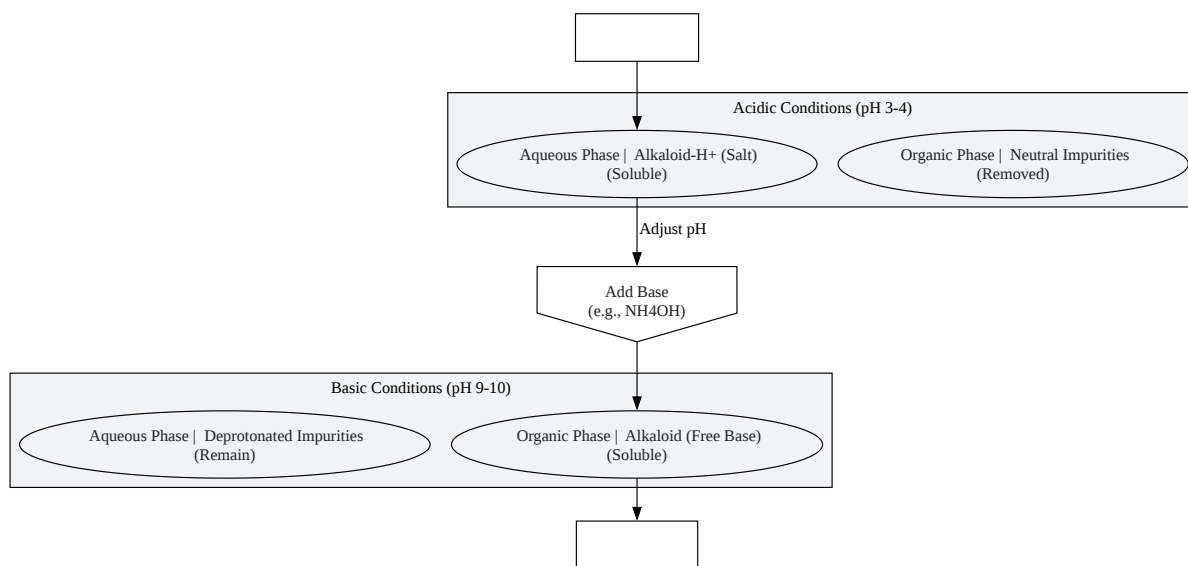 Acidic Conditions (pH 3-4)
Aqueous Phase | Alkaloid-H+ (Salt)
(Soluble)
Organic Phase | Neutral Impurities
(Removed)
Adjust pH
Add Base
(e.g., NH4OH)
Basic Conditions (pH 9-10)
Aqueous Phase | Deprotonated Impurities
(Remain)
Organic Phase | Alkaloid (Free Base)
(Soluble)